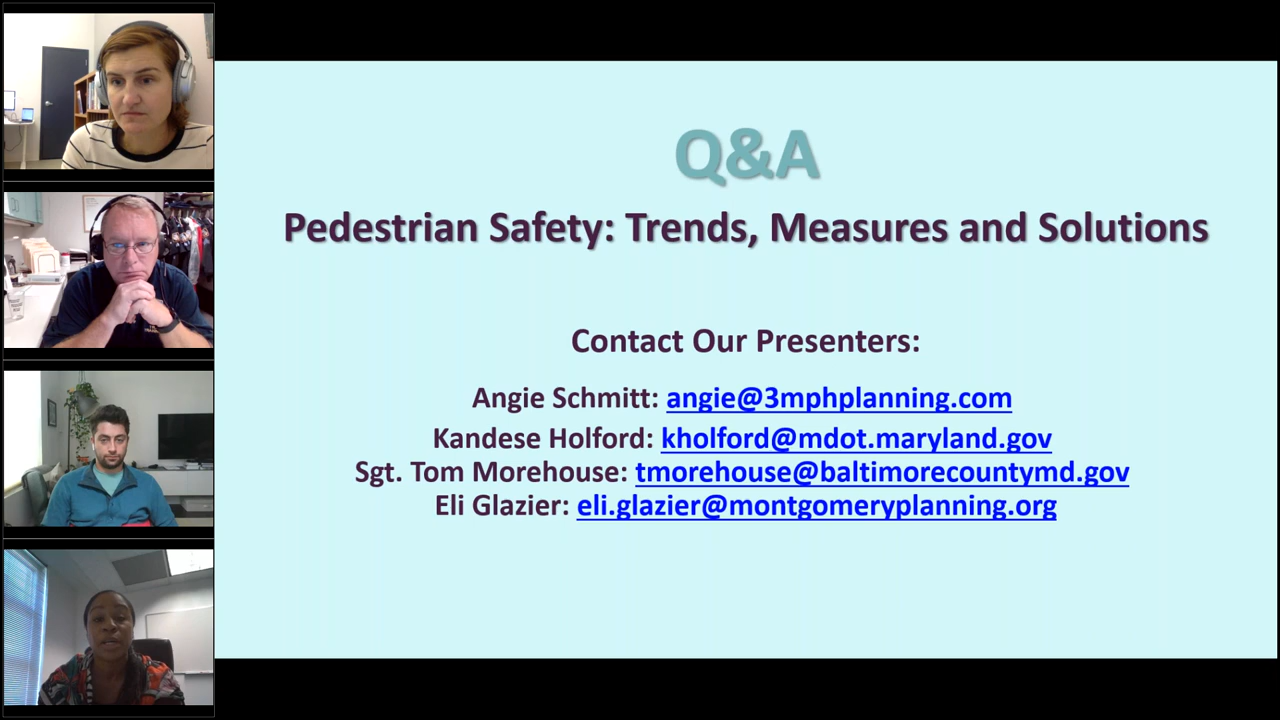 Q&A
Pedestrian Safety: Trends, Measures and Solutions
Contact Our Presenters:
Angie Schmitt: angie@3mphplanning.com
Kandese Holford: kholford@mdot.maryland.gov
Sgt. Tom Morehouse: tmorehouse@baltimorecountymd.gov
Eli Glazier: eli.glazier@montgomeryplanning.org